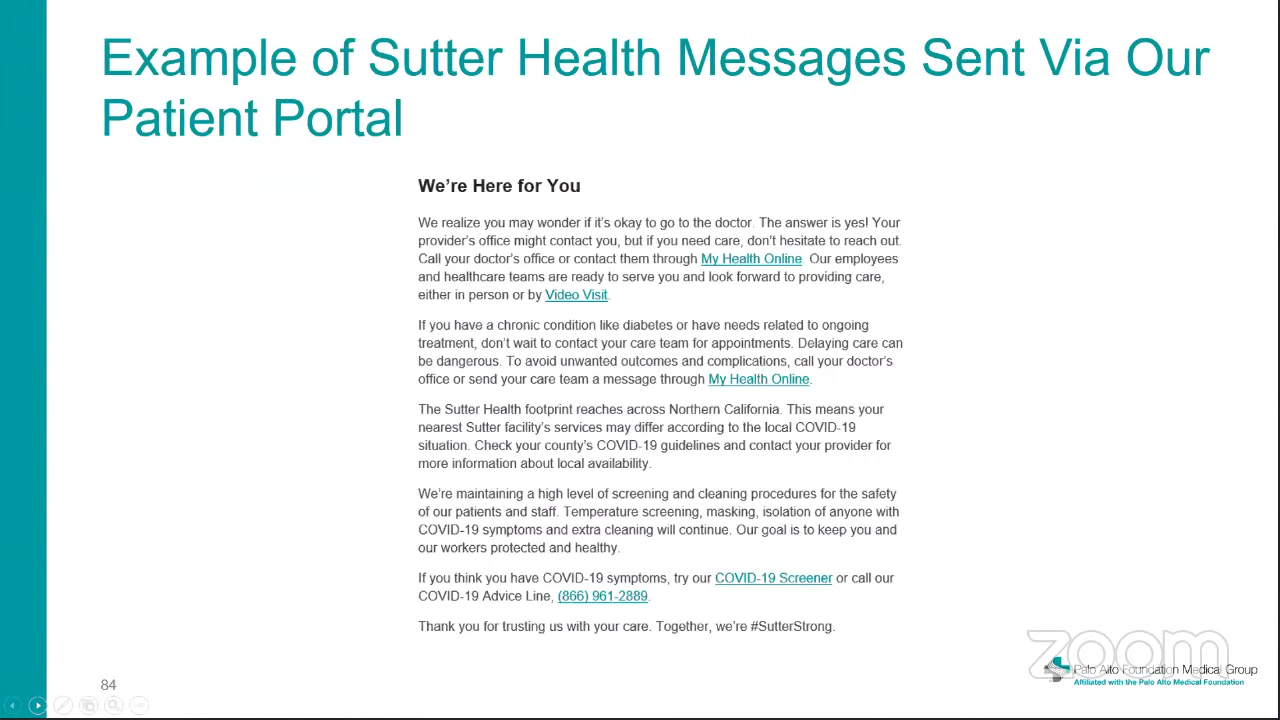 Example of Sutter Health Messages Sent Via Our
Patient Portal
We're Here for You
We realize you may wonder if it's okay to go to the doctor. The answer is yes! Your
provider's office might contact you, but if you need care, don't hesitate to reach out.
Call your doctor's office or contact them through My Health Online. Our employees
and healthcare teams are ready to serve you and look forward to providing care,
either in person or by Video Visit.
If you have a chronic condition like diabetes or have needs related to ongoing
treatment, don't wait to contact your care team for appointments. Delaying care can
be dangerous. To avoid unwanted outcomes and complications, call your doctor's
office or send your care team a message through My Health Online.
The Sutter Health footprint reaches across Northern California. This means your
nearest Sutter facility's services may differ according to the local COVID-19
situation. Check your county's COVID-19 guidelines and contact your provider for
more information about local availability.
We're maintaining a high level of screening and cleaning procedures for the safety
of our patients and staff. Temperature screening, masking, isolation of anyone with
COVID-19 symptoms and extra cleaning will continue. Our goal is to keep you and
our workers protected and healthy.
If you think you have COVID-19 symptoms, try our COVID-19 Screener or call our
COVID-19 Advice Line, (866) 961-2889.
Thank you for trusting us with your care. Together, we're #SutterStrong.
zoom
Palo Alto Foundation Medical Group
Affiliated with the Palo Alto Medical Foundation
84